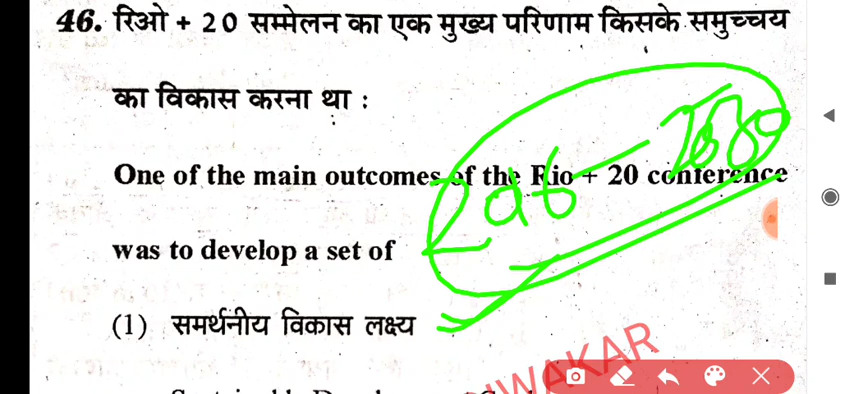 46. रिओ + 20 सम्मेलन का एक मुख्य परिणाम किसके समुच्चय
का विकास करना था :
One of the main outcomes of the Rio + 20 conference
was to develop a set of
(1) समर्थनीय विकास लक्ष्य
WAKAR